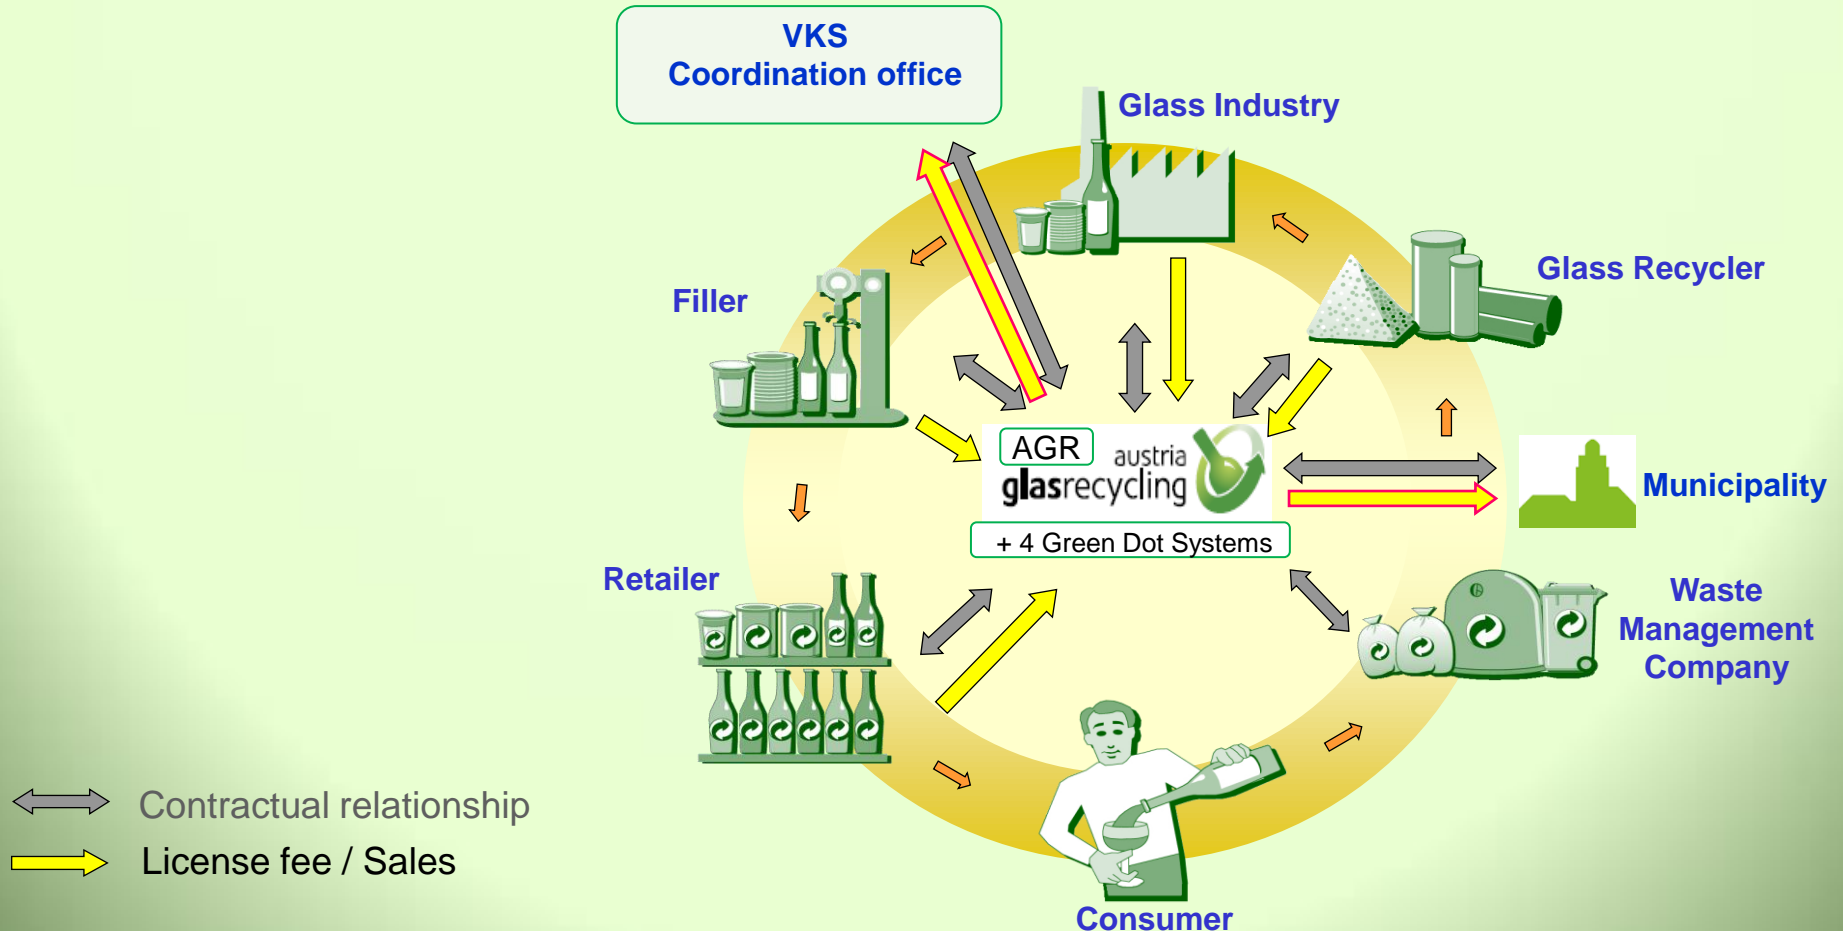 VKS
Coordination office
Glass Industry
Glass Recycler
Filler
AGR
austria
glasrecycling
Municipality
+ 4 Green Dot Systems
Retailer
Waste
Management
Company
Contractual relationship
License fee / Sales
Consumer